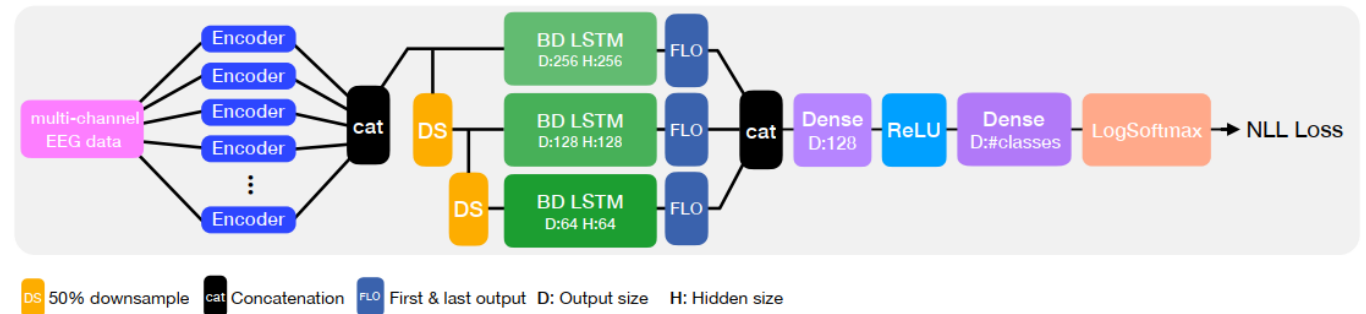 multi-channel
EEG data
Encoder
Encoder
Encoder
Encoder
⋮
Encoder
cat
DS
DS
BD LSTM
D:256 H:256
BD LSTM
D:128 H:128
BD LSTM
D:64 H:64
FLO
FLO
FLO
cat
Dense
D:128
ReLU
Dense
D:#classes
LogSoftmax
NLL Loss
DS 50% downsample cat Concatenation FLO First & last output D: Output size H: Hidden size